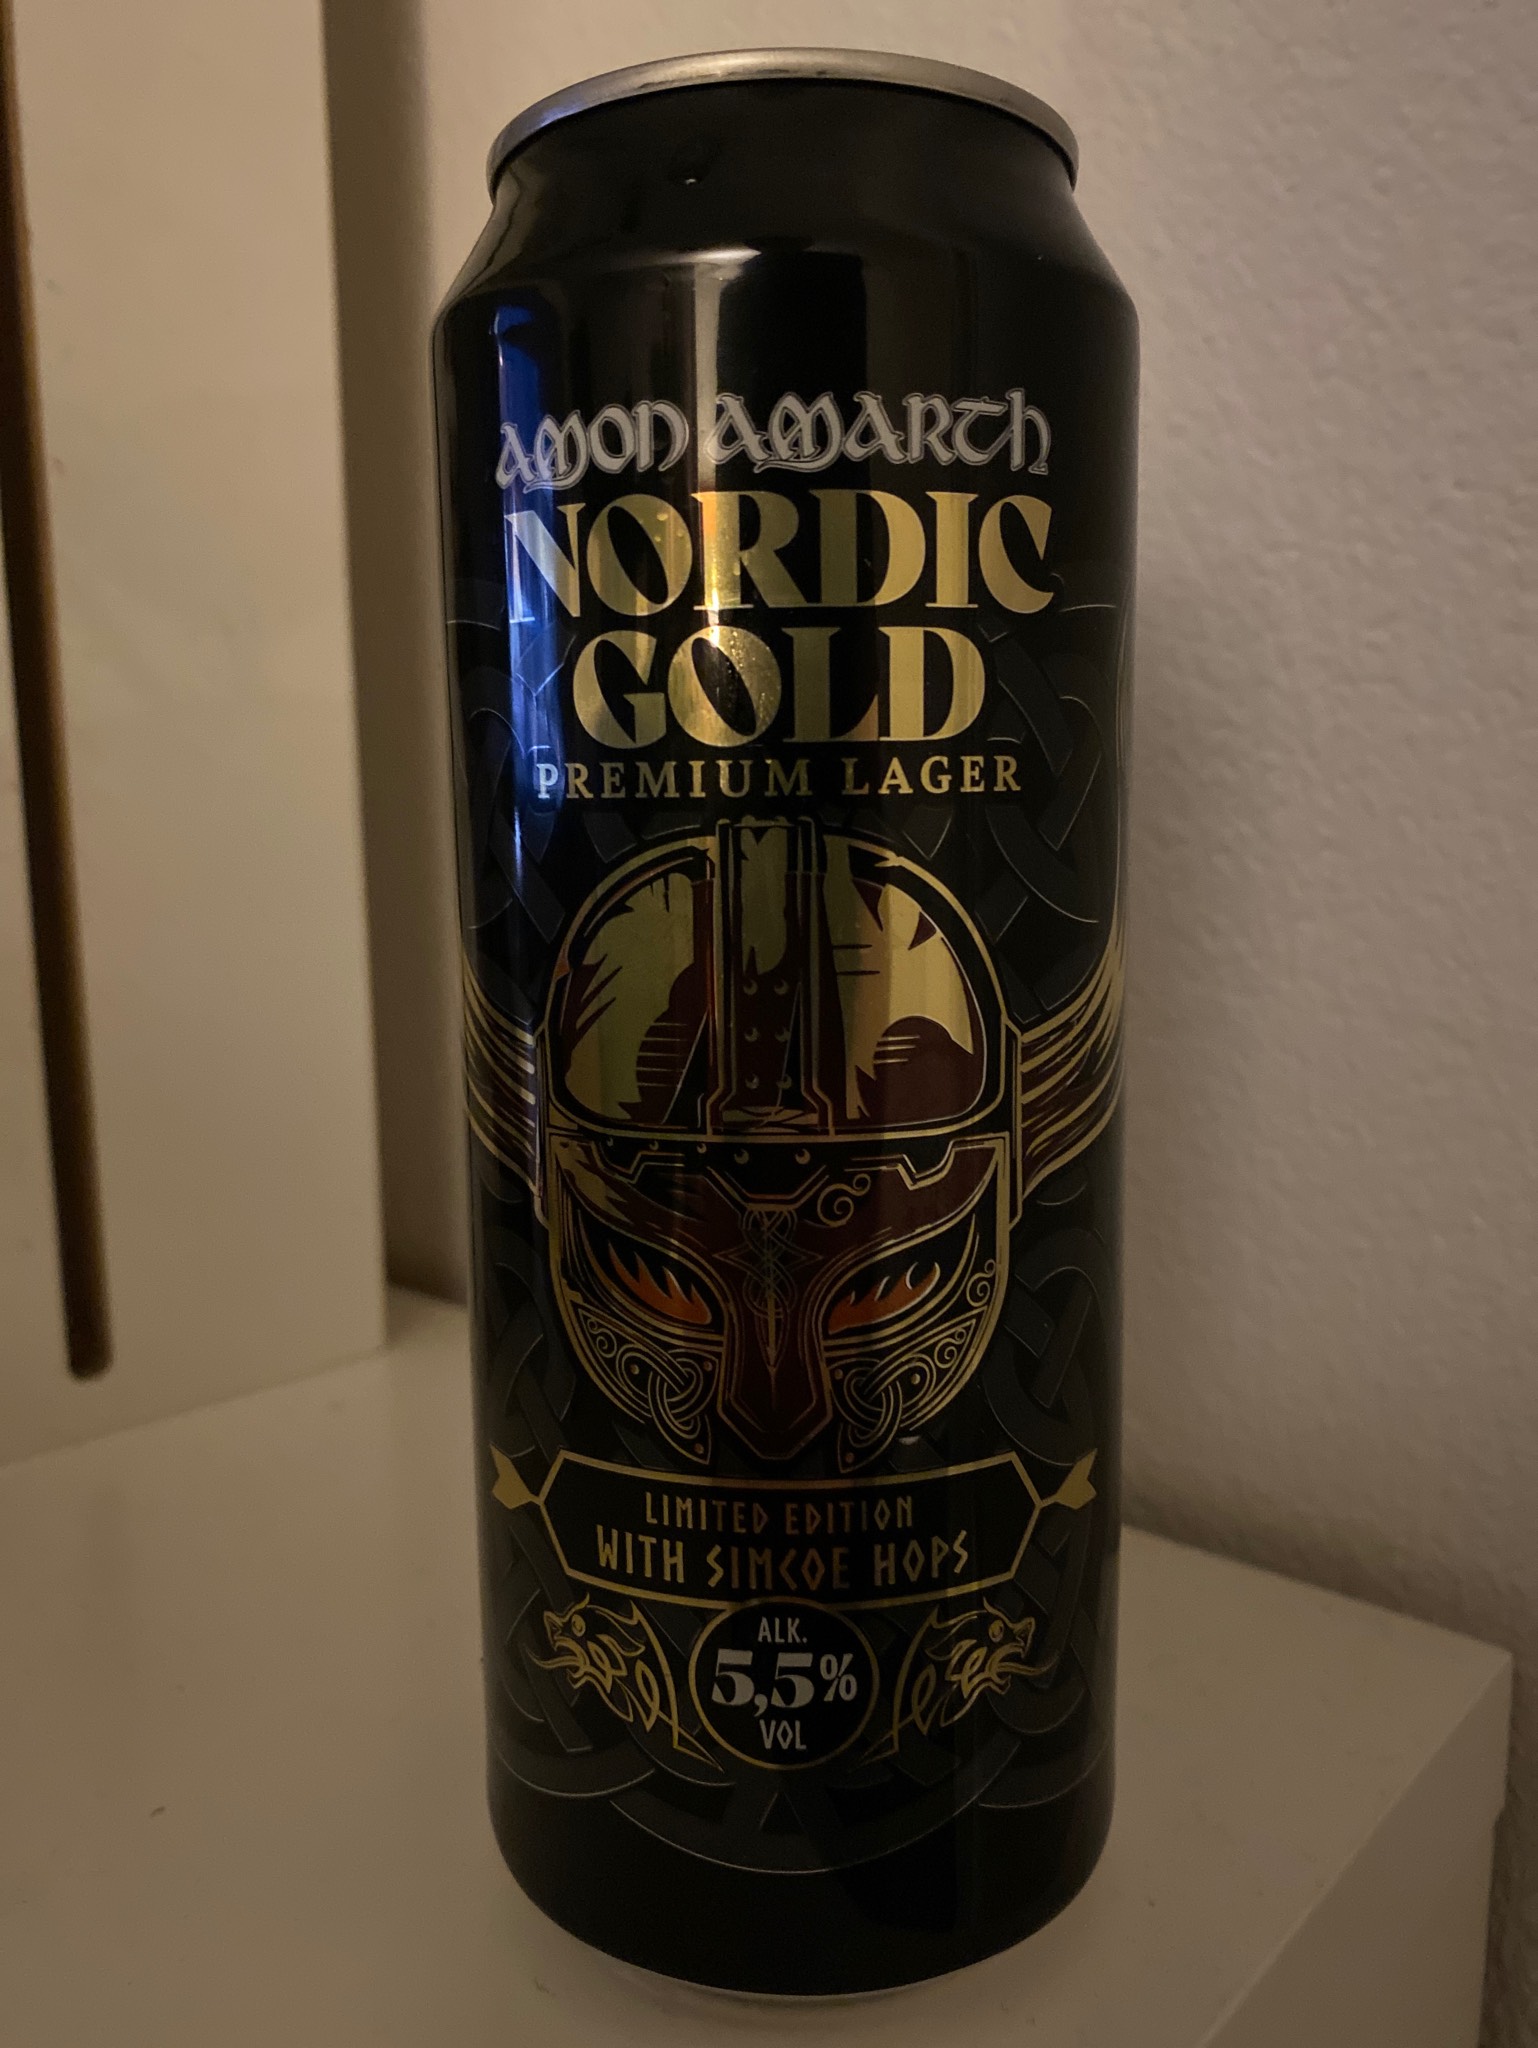 AMON AMARTH
NORDIC
GOLD
PREMIUM LAGER
LIMITED EDITION
WITH SIMCOE HOPS
ALK.
5,5%
VOL